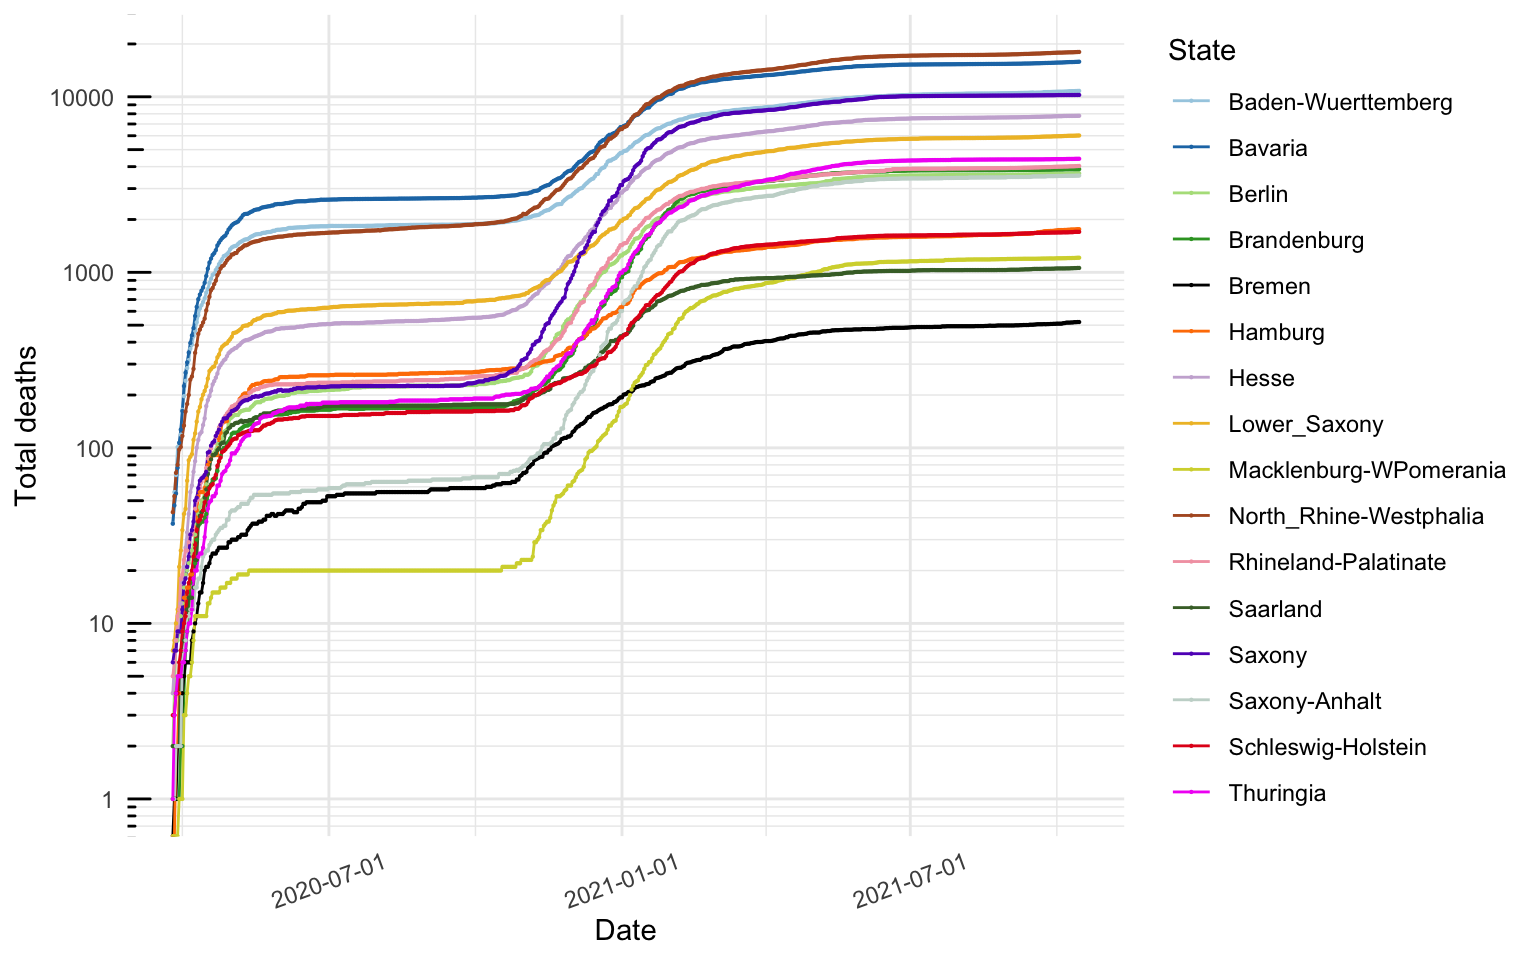 Total deaths
10000
1000
100
10
1
2020-07-01
2021-01-01
2021-07-01
Date
State
Baden-Wuerttemberg
Bavaria
Berlin
Brandenburg
Bremen
Hamburg
Hesse
Lower_Saxony
Macklenburg-WPomerania
North_Rhine-Westphalia
Rhineland-Palatinate
Saarland
Saxony
Saxony-Anhalt
Schleswig-Holstein
Thuringia